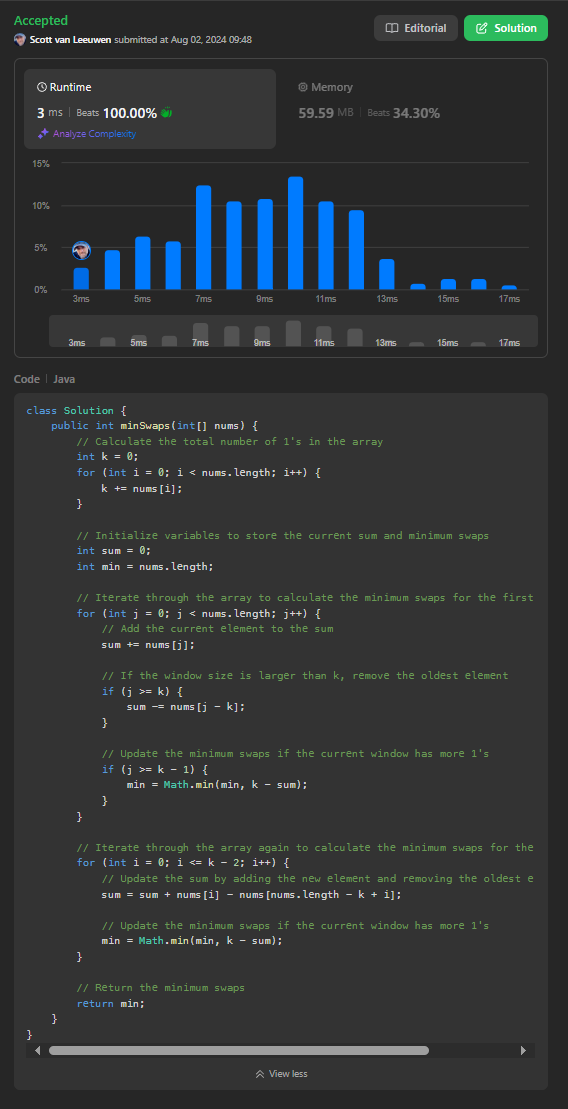 Accepted
Editorial
Solution
Scott van Leeuwen submitted at Aug 02, 2024 09:48
Runtime
Memory
3 ms | Beats 100.00%
59.59 MB | Beats 34.30%
Analyze Complexity
15%
10%
5%
0%
3ms 5ms 7ms 9ms 11ms 13ms 15ms 17ms
3ms 5ms 7ms 9ms 11ms 13ms 15ms 17ms
Code | Java
class Solution {
    public int minSwaps(int[] nums) {
        // Calculate the total number of 1's in the array
        int k = 0;
        for (int i = 0; i < nums.length; i++) {
            k += nums[i];
        }

        // Initialize variables to store the current sum and minimum swaps
        int sum = 0;
        int min = nums.length;

        // Iterate through the array to calculate the minimum swaps for the first
        for (int j = 0; j < nums.length; j++) {
            // Add the current element to the sum
            sum += nums[j];

            // If the window size is larger than k, remove the oldest element
            if (j >= k) {
                sum -= nums[j - k];
            }

            // Update the minimum swaps if the current window has more 1's
            if (j >= k - 1) {
                min = Math.min(min, k - sum);
            }
        }

        // Iterate through the array again to calculate the minimum swaps for the
        for (int i = 0; i <= k - 2; i++) {
            // Update the sum by adding the new element and removing the oldest e
            sum = sum + nums[i] - nums[nums.length - k + i];

            // Update the minimum swaps if the current window has more 1's
            min = Math.min(min, k - sum);
        }

        // Return the minimum swaps
        return min;
    }
}
View less